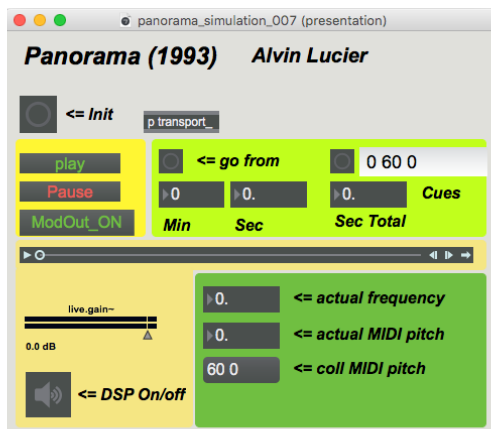 panorama_simulation_007 (presentation)
Panorama (1993) Alvin Lucier
<= Init
p transport_
play
<= go from
0 60 0
Pause
0
0.
0.
Cues
ModOut_ON
Min
Sec
Sec Total
live.gain~
0.0 dB
0.
<= actual frequency
0.
<= actual MIDI pitch
60 0
<= coll MIDI pitch
<= DSP On/off